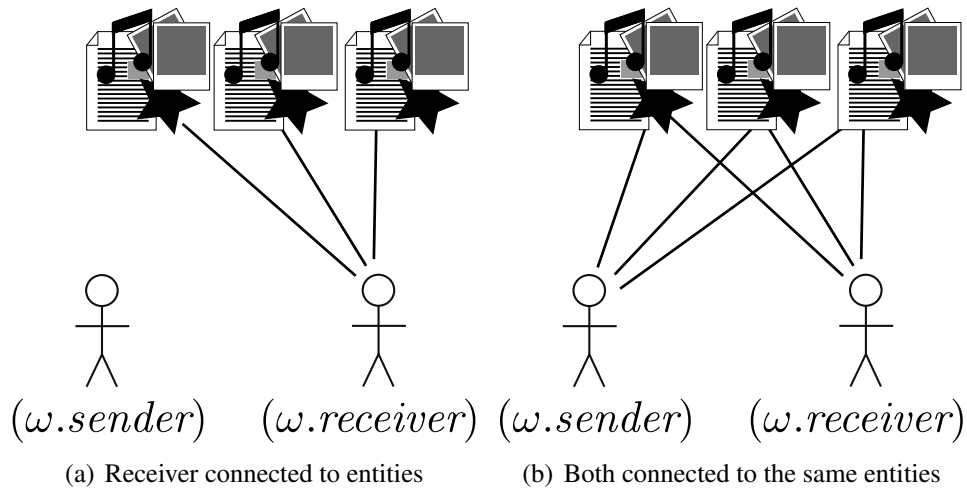 (ω.sender) (ω.receiver) (ω.sender) (ω.receiver)
(a) Receiver connected to entities (b) Both connected to the same entities